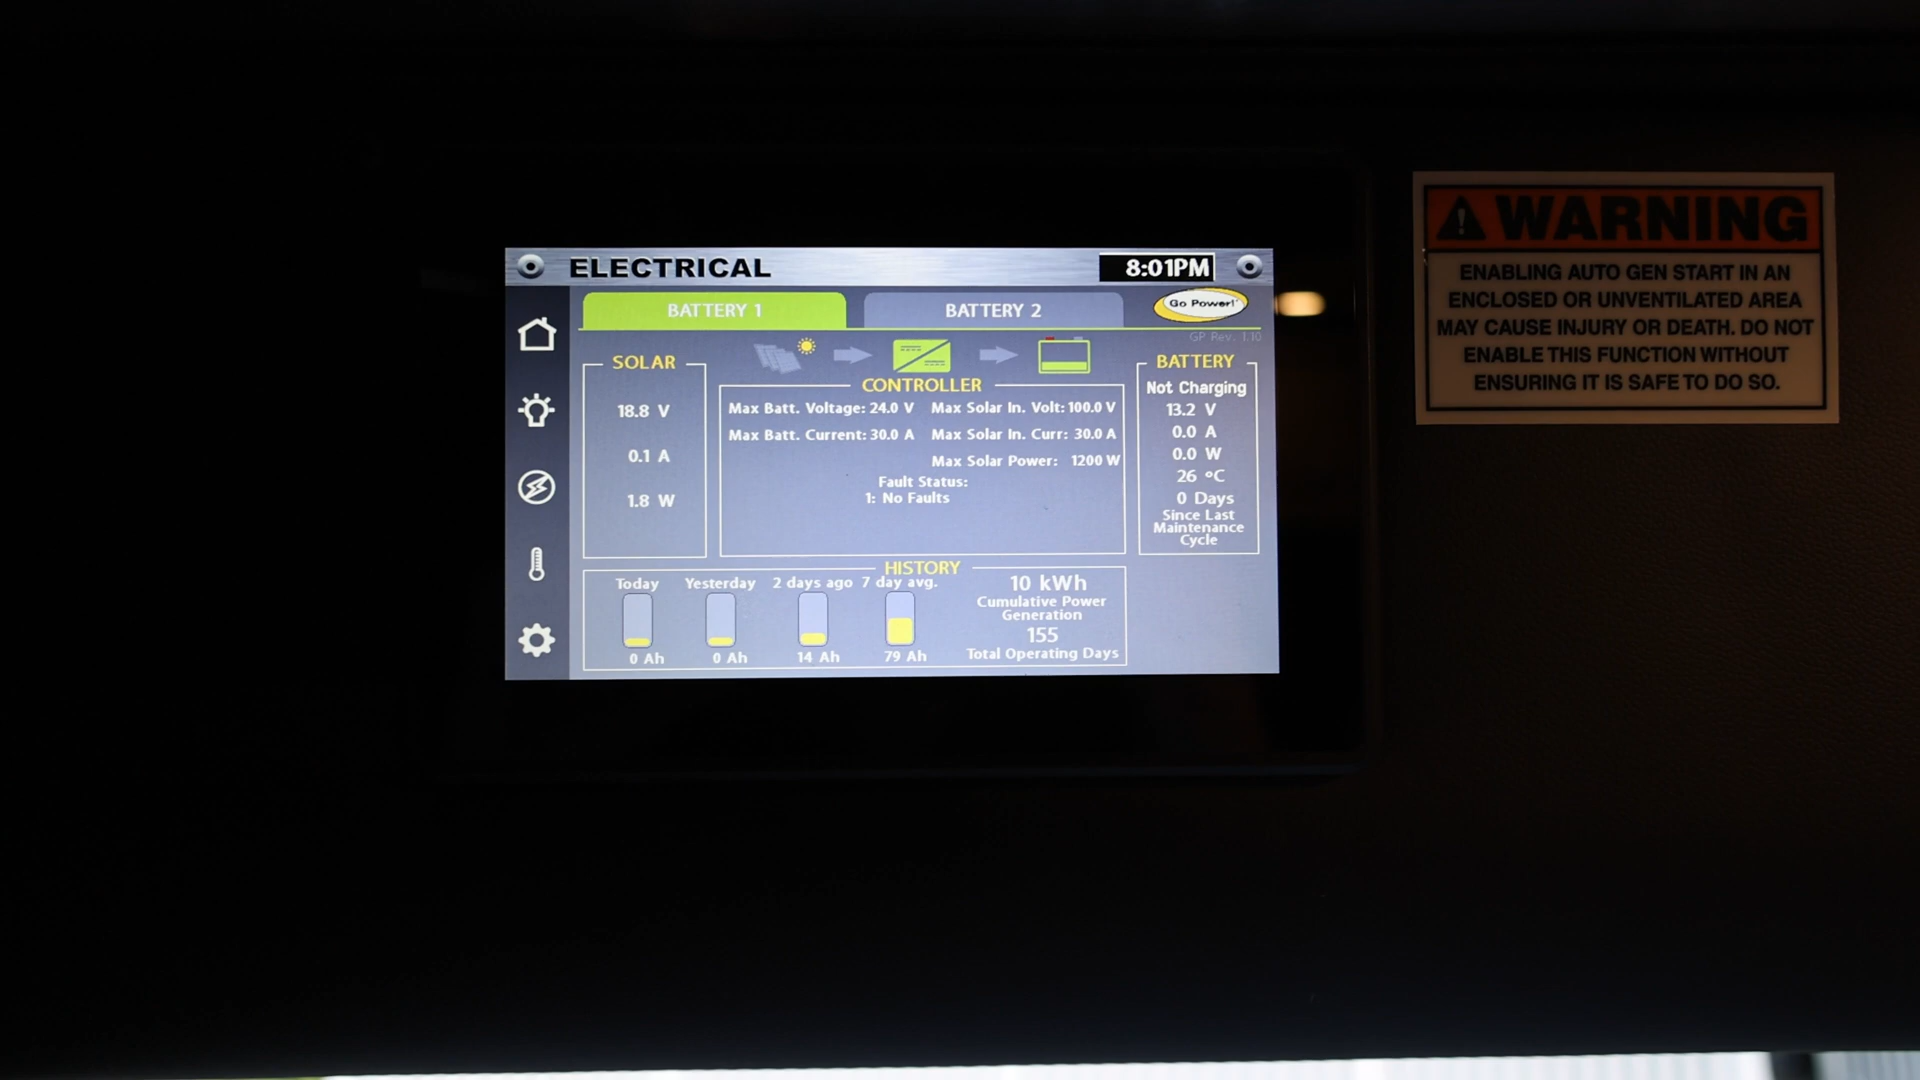 ELECTRICAL
8:01PM
BATTERY 1
BATTERY 2
Go Power!
GP Rev. 1.10
SOLAR
18.8 V
0.1 A
1.8 W
CONTROLLER
Max Batt. Voltage: 24.0 V
Max Solar In. Volt: 100.0 V
Max Batt. Current: 30.0 A
Max Solar In. Curr: 30.0 A
Max Solar Power: 1200 W
Fault Status:
1: No Faults
BATTERY
Not Charging
13.2 V
0.0 A
0.0 W
26 ºC
0 Days
Since Last
Maintenance
Cycle
HISTORY
Today
Yesterday
2 days ago
7 day avg.
0 Ah
0 Ah
14 Ah
79 Ah
10 kWh
Cumulative Power
Generation
155
Total Operating Days
WARNING
ENABLING AUTO GEN START IN AN
ENCLOSED OR UNVENTILATED AREA
MAY CAUSE INJURY OR DEATH. DO NOT
ENABLE THIS FUNCTION WITHOUT
ENSURING IT IS SAFE TO DO SO.